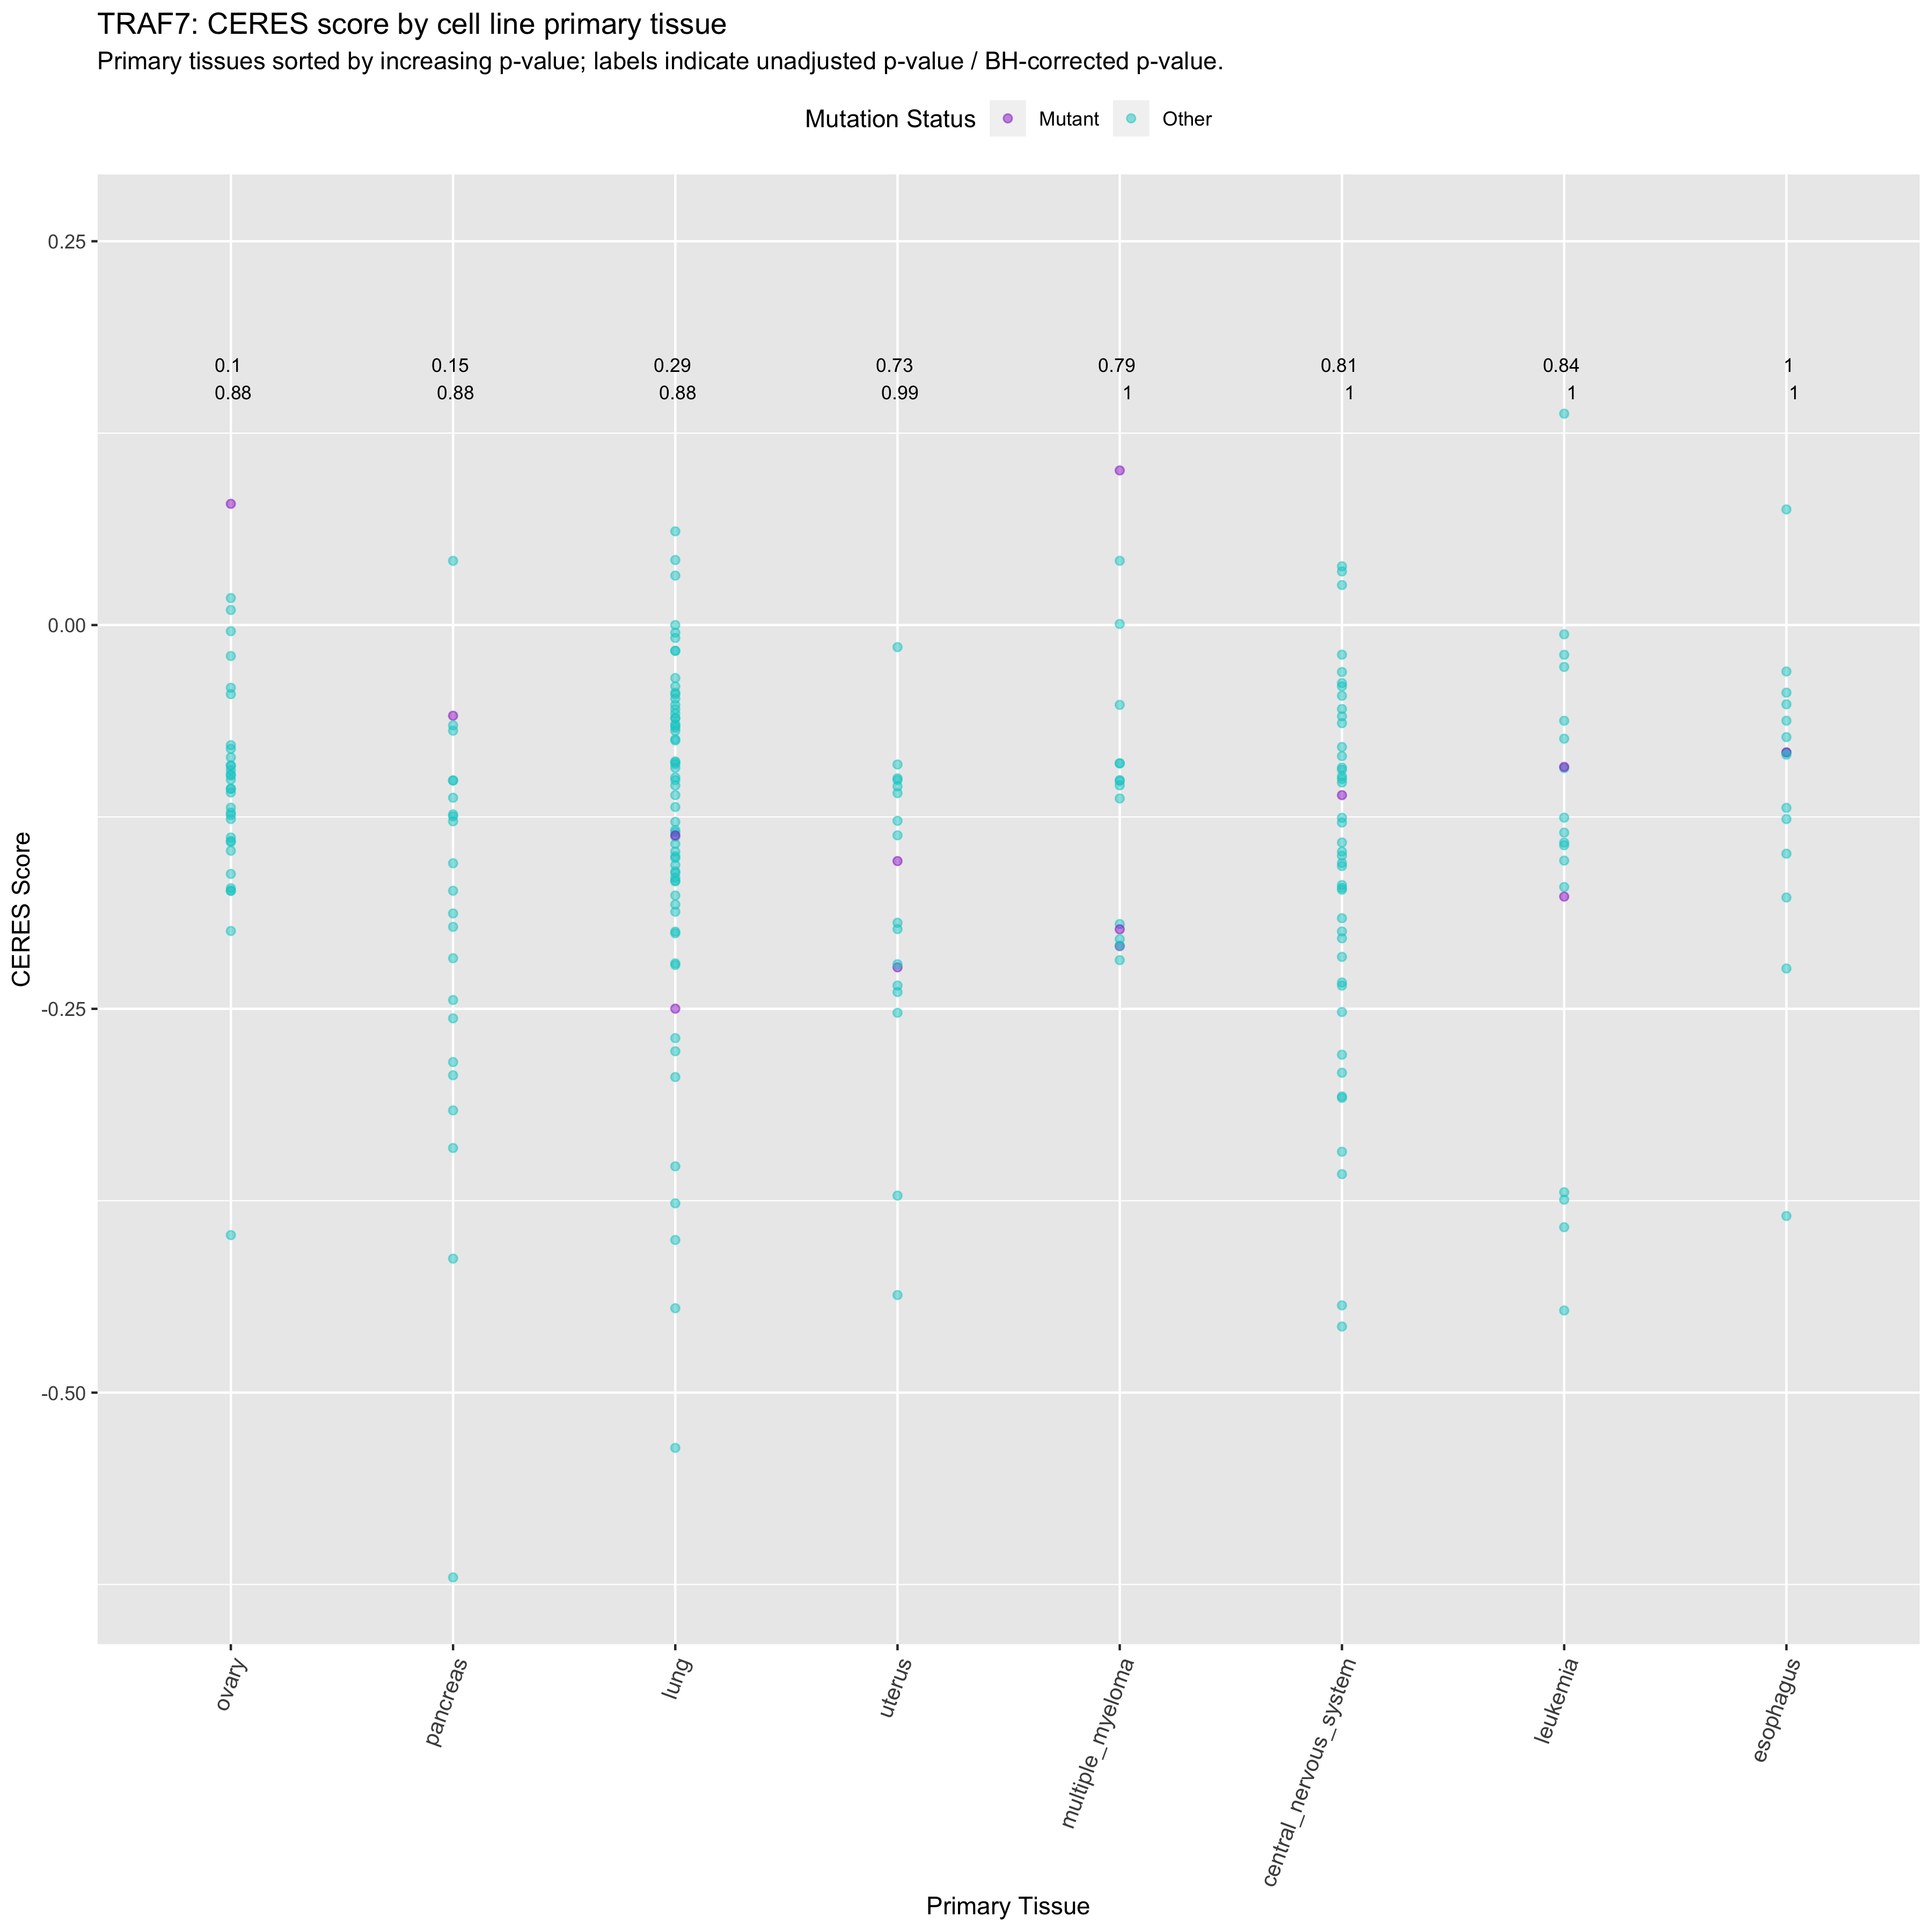 TRAF7: CERES score by cell line primary tissue
Primary tissues sorted by increasing p-value; labels indicate unadjusted p-value / BH-corrected p-value.
Mutation Status Mutant Other
0.25
0.1 0.15 0.29 0.73 0.79 0.81 0.84 1
0.88 0.88 0.88 0.99 1 1 1 1
0.00
CERES Score
-0.25
-0.50
ovary pancreas lung uterus multiple_myeloma central_nervous_system leukemia esophagus
Primary Tissue